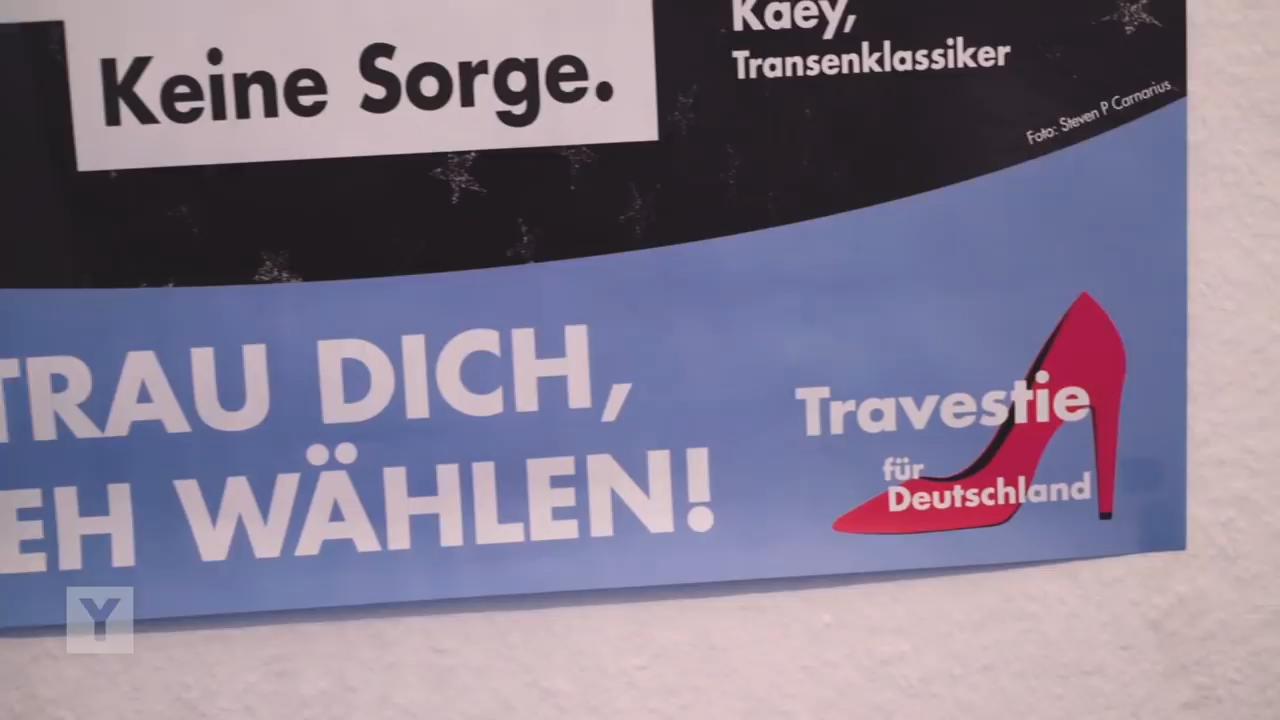 Keine Sorge.
Kaey,
Transenklassiker
Foto: Steven P Carnarius
TRAU DICH,
EH WÄHLEN!
Travestie
für
Deutschland
Y